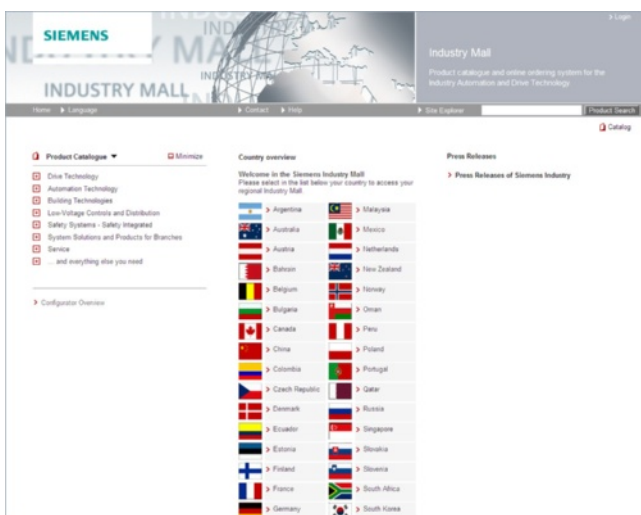 > Login
SIEMENS
INDUSTRY MALL
Industry Mall
Product catalogue and online ordering system for the
Industry Automation and Drive Technology
Home Language Contact Help Site Explorer Product Search
Catalog
Product Catalogue Minimize
Drive Technology
Automation Technology
Building Technologies
Low-Voltage Controls and Distribution
Safety Systems - Safety Integrated
System Solutions and Products for Branches
Service
... and everything else you need
Configurator Overview
Country overview
Welcome in the Siemens Industry Mall
Please select in the list below your country to access your
regional Industry Mall.
Argentina Malaysia
Australia Mexico
Austria Netherlands
Bahrain New Zealand
Belgium Norway
Bulgaria Oman
Canada Peru
China Poland
Colombia Portugal
Czech Republic Qatar
Denmark Russia
Ecuador Singapore
Estonia Slovakia
Finland Slovenia
France South Africa
Germany South Korea
Press Releases
Press Releases of Siemens Industry